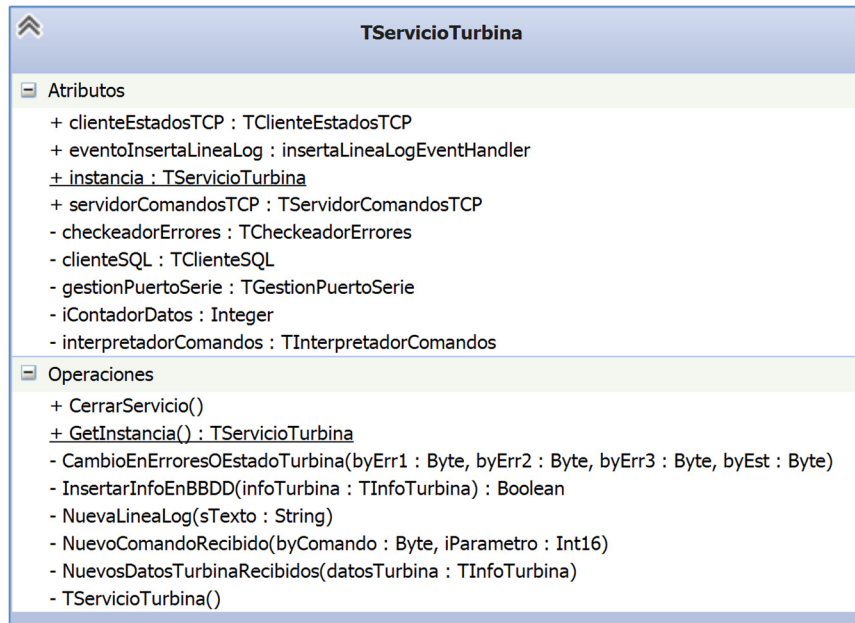 TServicioTurbina
Atributos
+ clienteEstadosTCP : TClienteEstadosTCP
+ eventoInsertaLineaLog : insertaLineaLogEventHandler
+ instancia : TServicioTurbina
+ servidorComandosTCP : TServidorComandosTCP
- checkeadorErrores : TCheckeadorErrores
- clienteSQL : TClienteSQL
- gestionPuertoSerie : TGestionPuertoSerie
- iContadorDatos : Integer
- interpretadorComandos : TInterpretadorComandos
Operaciones
+ CerrarServicio()
+ GetInstancia() : TServicioTurbina
- CambioEnErroresOEstadoTurbina(byErr1 : Byte, byErr2 : Byte, byErr3 : Byte, byEst : Byte)
- InsertarInfoEnBBDD(infoTurbina : TInfoTurbina) : Boolean
- NuevaLineaLog(sTexto : String)
- NuevoComandoRecibido(byComando : Byte, iParametro : Int16)
- NuevosDatosTurbinaRecibidos(datosTurbina : TInfoTurbina)
- TServicioTurbina()